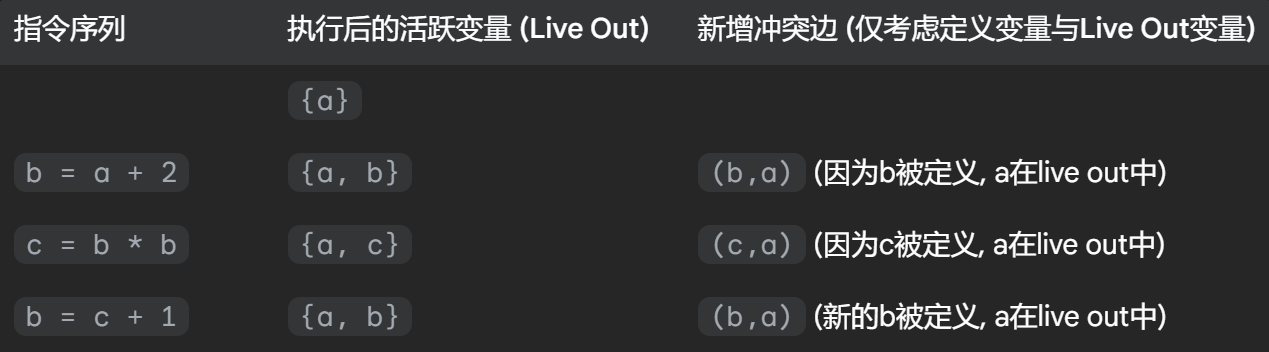 指令序列 执行后的活跃变量 (Live Out) 新增冲突边 (仅考虑定义变量与Live Out变量)
{a}
b = a + 2 {a, b} (b,a) (因为b被定义, a在live out中)
c = b * b {a, c} (c,a) (因为c被定义, a在live out中)
b = c + 1 {a, b} (b,a) (新的b被定义, a在live out中)